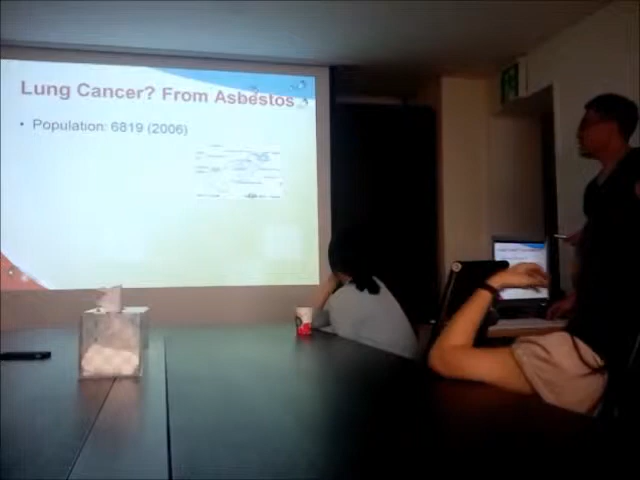 Lung Cancer? From Asbestos
• Population: 6819 (2006)